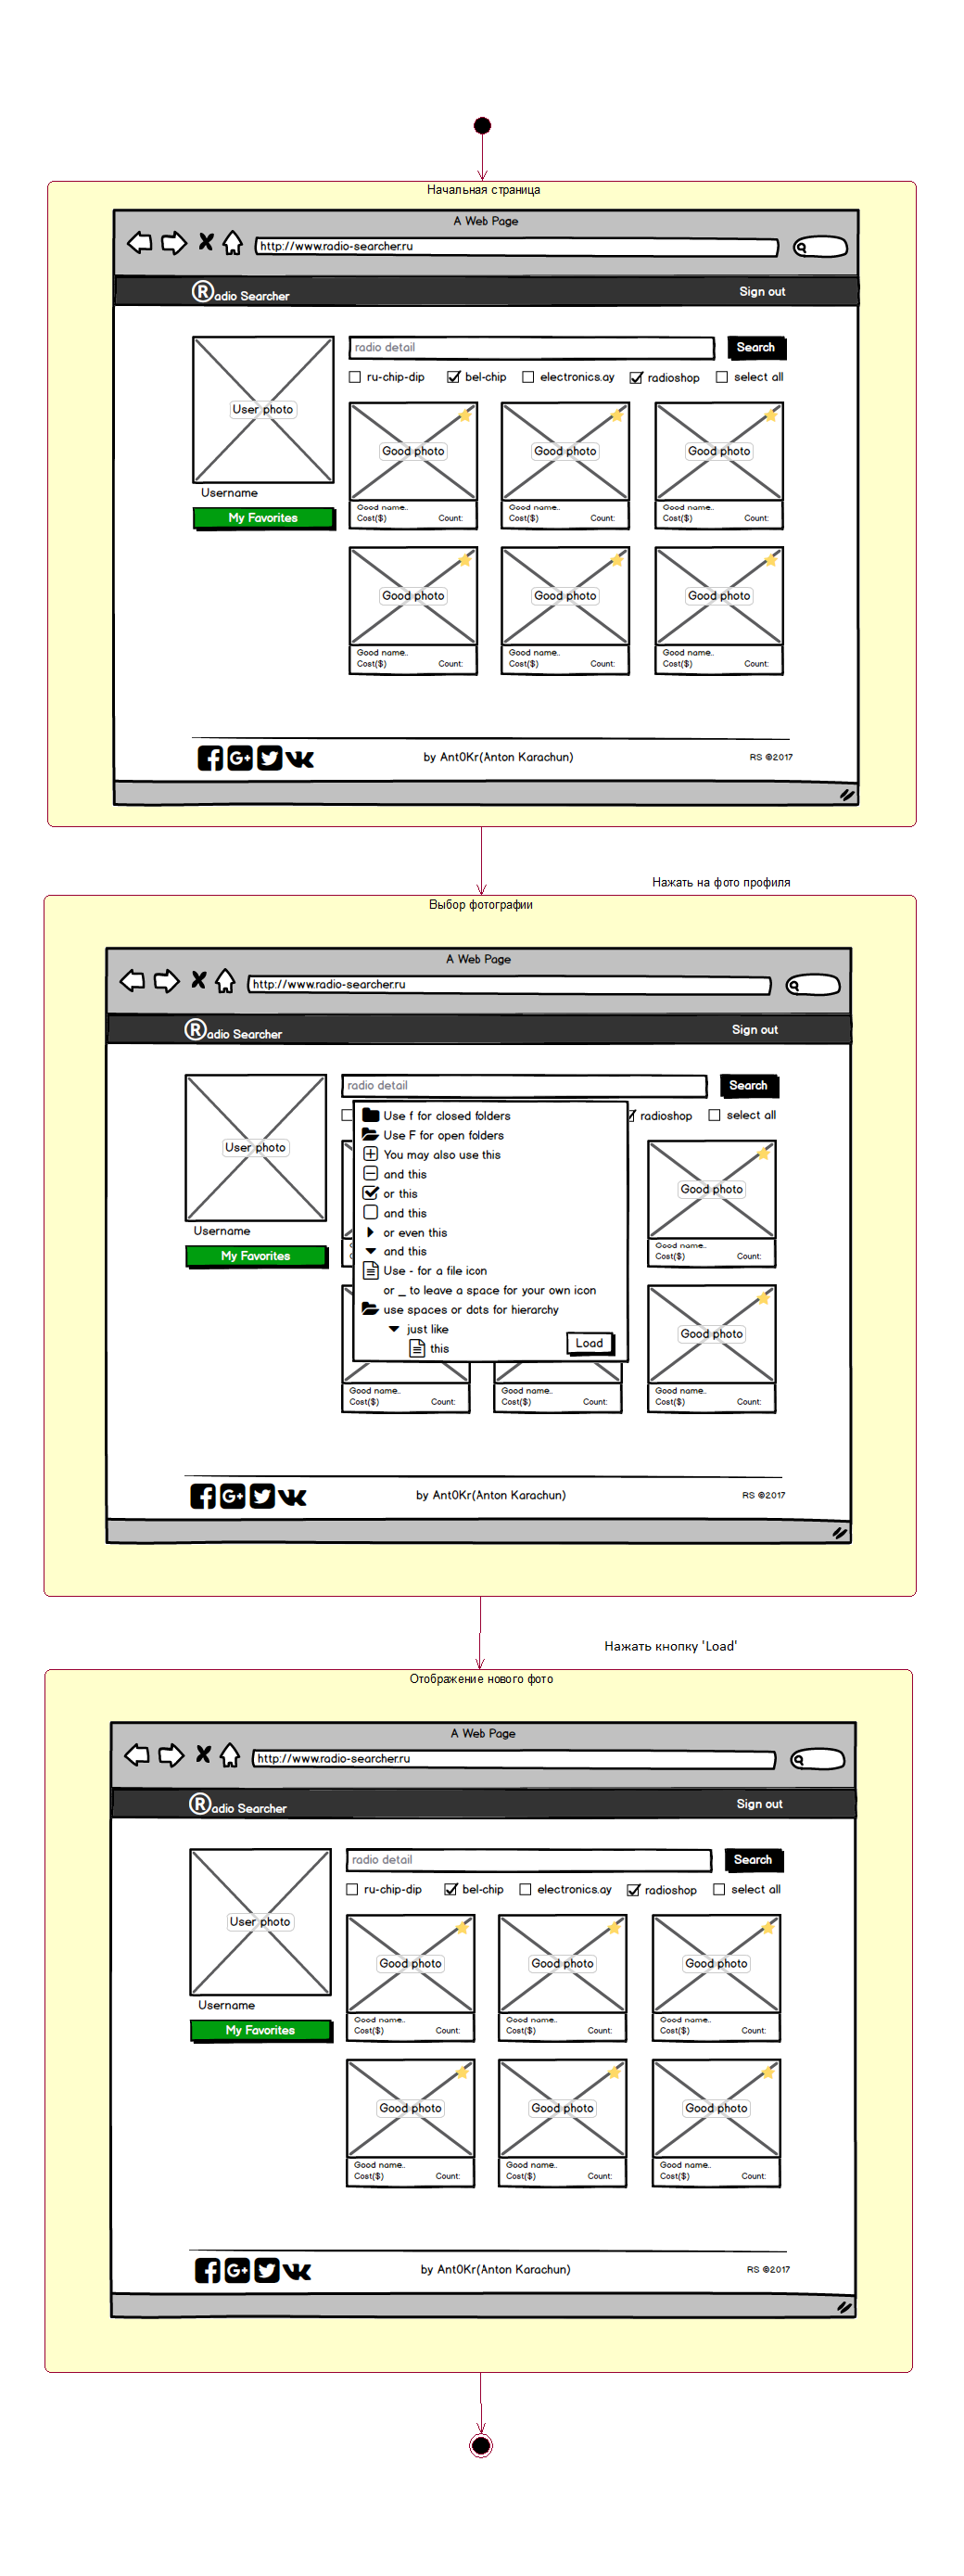 Начальная страница
A Web Page
http://www.radio-searcher.ru
Radio Searcher
Sign out
radio detail
Search
ru-chip-dip
bel-chip
electronics.ay
radioshop
select all
User photo
Username
My Favorites
Good photo
Good photo
Good photo
Good name..
Good name..
Good name..
Cost($) Count:
Cost($) Count:
Cost($) Count:
Good photo
Good photo
Good photo
Good name..
Good name..
Good name..
Cost($) Count:
Cost($) Count:
Cost($) Count:
by Ant0Kr(Anton Karachun)
RS ©2017
Нажать на фото профиля
Выбор фотографии
A Web Page
http://www.radio-searcher.ru
Radio Searcher
Sign out
radio detail
Search
radioshop
select all
User photo
Username
My Favorites
Use f for closed folders
Use F for open folders
You may also use this
and this
or this
and this
or even this
and this
Use - for a file icon
or _ to leave a space for your own icon
use spaces or dots for hierarchy
just like
this
Load
Good photo
Good name..
Cost($) Count:
Good photo
Good name..
Good name..
Good name..
Cost($) Count:
Cost($) Count:
Cost($) Count:
by Ant0Kr(Anton Karachun)
RS ©2017
Нажать кнопку 'Load'
Отображение нового фото
A Web Page
http://www.radio-searcher.ru
Radio Searcher
Sign out
radio detail
Search
ru-chip-dip
bel-chip
electronics.ay
radioshop
select all
User photo
Username
My Favorites
Good photo
Good photo
Good photo
Good name..
Good name..
Good name..
Cost($) Count:
Cost($) Count:
Cost($) Count:
Good photo
Good photo
Good photo
Good name..
Good name..
Good name..
Cost($) Count:
Cost($) Count:
Cost($) Count:
by Ant0Kr(Anton Karachun)
RS ©2017